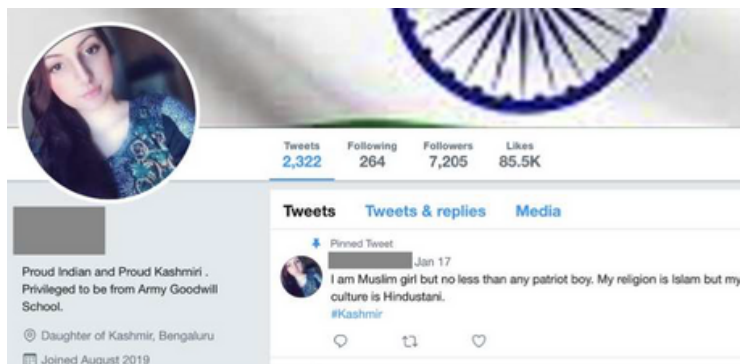 Tweets Following Followers Likes
2,322 264 7,205 85.5K
Tweets Tweets & replies Media
Pinned Tweet
Jan 17
I am Muslim girl but no less than any patriot boy. My religion is Islam but my
culture is Hindustani.
#Kashmir
Proud Indian and Proud Kashmiri .
Privileged to be from Army Goodwill
School.
Daughter of Kashmir, Bengaluru
Joined August 2019